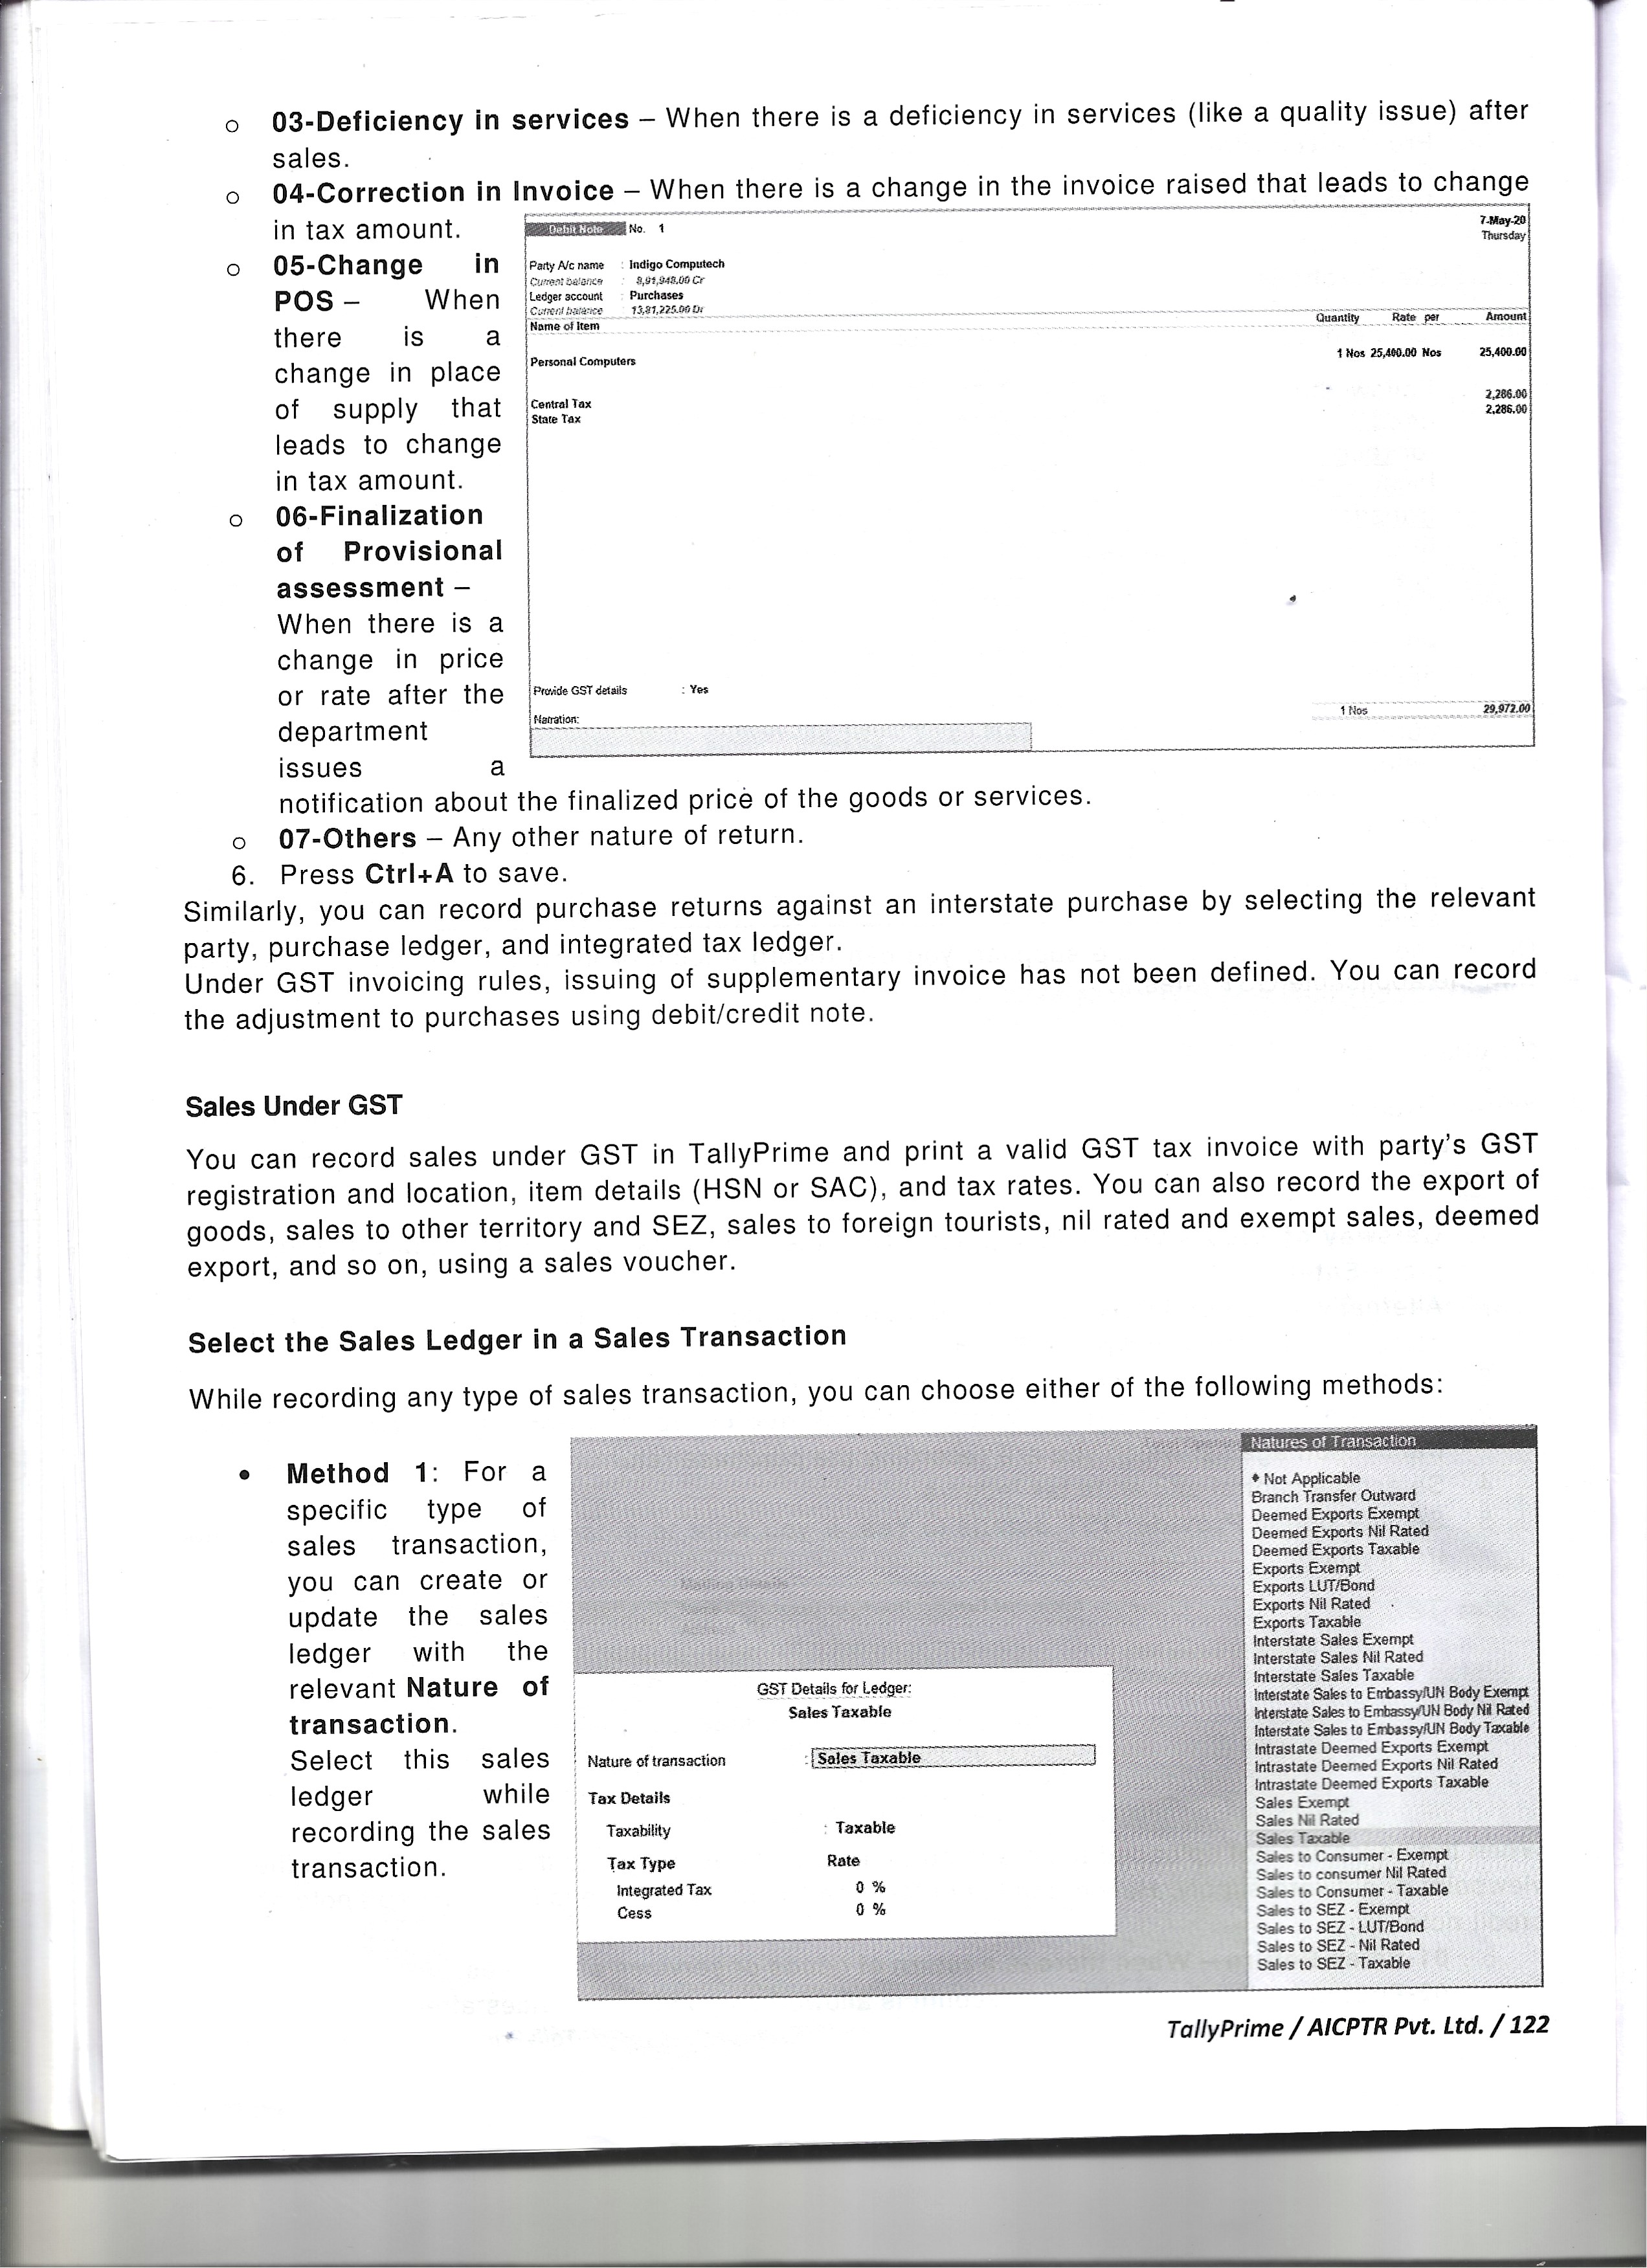 o 03-Deficiency in services – When there is a deficiency in services (like a quality issue) after
sales.
o 04-Correction in Invoice – When there is a change in the invoice raised that leads to change
in tax amount.
o 05-Change in
POS – When
there is a
change in place
of supply that
leads to change
in tax amount.
o 06-Finalization
of Provisional
assessment –
When there is a
change in price
or rate after the
department
issues a
notification about the finalized price of the goods or services.
Debit Note No. 1 7-May-20
Thursday
Party A/c name : Indigo Computech
Current balance : 8,91,948.00 Cr
Ledger account : Purchases
Current balance : 13,81,225.00 Dr
Name of Item Quantity Rate per Amount
Personal Computers 1 Nos 25,400.00 Nos 25,400.00
Central Tax 2,286.00
State Tax 2,286.00
Provide GST details : Yes
Narration: 1 Nos 29,972.00
o 07-Others – Any other nature of return.
6. Press Ctrl+A to save.
Similarly, you can record purchase returns against an interstate purchase by selecting the relevant
party, purchase ledger, and integrated tax ledger.
Under GST invoicing rules, issuing of supplementary invoice has not been defined. You can record
the adjustment to purchases using debit/credit note.
Sales Under GST
You can record sales under GST in TallyPrime and print a valid GST tax invoice with party's GST
registration and location, item details (HSN or SAC), and tax rates. You can also record the export of
goods, sales to other territory and SEZ, sales to foreign tourists, nil rated and exempt sales, deemed
export, and so on, using a sales voucher.
Select the Sales Ledger in a Sales Transaction
While recording any type of sales transaction, you can choose either of the following methods:
• Method 1: For a
specific type of
sales transaction,
you can create or
update the sales
ledger with the
relevant Nature of
transaction.
Select this sales
ledger while
recording the sales
transaction.
GST Details for Ledger:
Sales Taxable
Nature of transaction : Sales Taxable
Tax Details
Taxability : Taxable
Tax Type Rate
Integrated Tax 0 %
Cess 0 %
Natures of Transaction
♦ Not Applicable
Branch Transfer Outward
Deemed Exports Exempt
Deemed Exports Nil Rated
Deemed Exports Taxable
Exports Exempt
Exports LUT/Bond
Exports Nil Rated
Exports Taxable
Interstate Sales Exempt
Interstate Sales Nil Rated
Interstate Sales Taxable
Interstate Sales to Embassy/UN Body Exempt
Interstate Sales to Embassy/UN Body Nil Rated
Interstate Sales to Embassy/UN Body Taxable
Intrastate Deemed Exports Exempt
Intrastate Deemed Exports Nil Rated
Intrastate Deemed Exports Taxable
Sales Exempt
Sales Nil Rated
Sales Taxable
Sales to Consumer - Exempt
Sales to consumer Nil Rated
Sales to Consumer - Taxable
Sales to SEZ - Exempt
Sales to SEZ - LUT/Bond
Sales to SEZ - Nil Rated
Sales to SEZ - Taxable
TallyPrime / AICPTR Pvt. Ltd. / 122